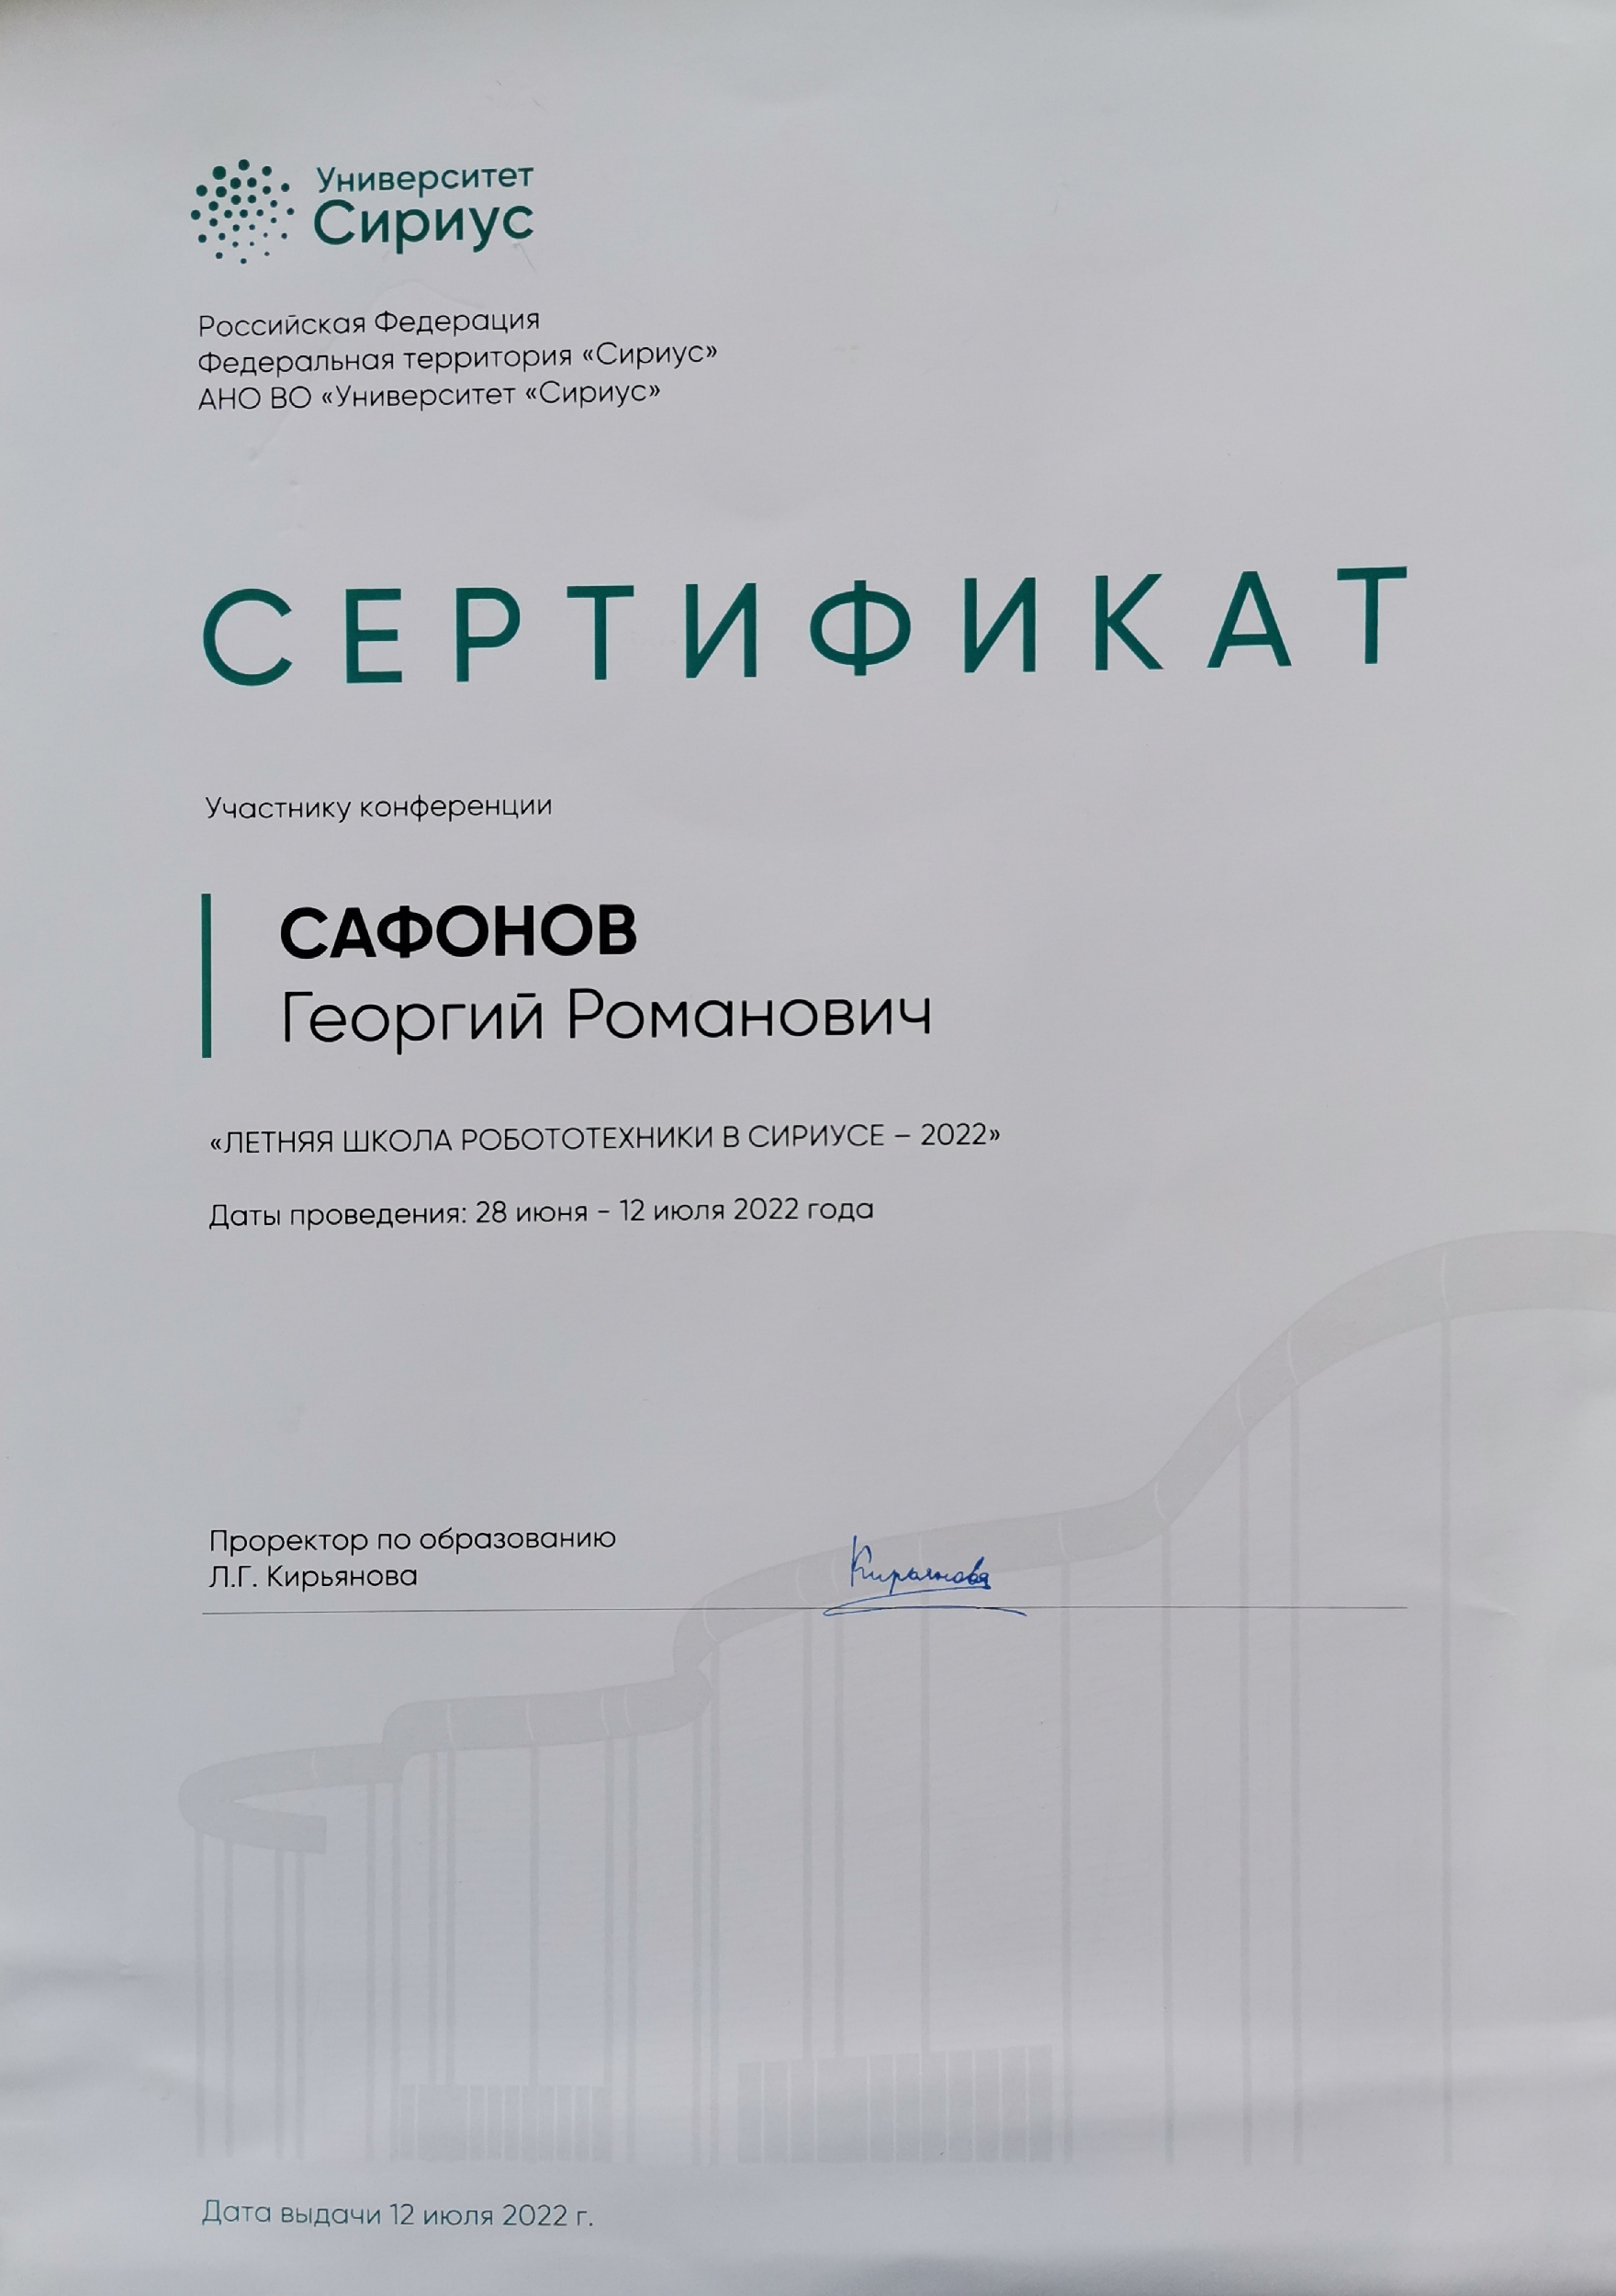 Университет
Сириус
Российская Федерация
Федеральная территория «Сириус»
АНО ВО «Университет «Сириус»
СЕРТИФИКАТ
Участнику конференции
САФОНОВ
Георгий Романович
«ЛЕТНЯЯ ШКОЛА РОБОТОТЕХНИКИ В СИРИУСЕ – 2022»
Даты проведения: 28 июня - 12 июля 2022 года
Проректор по образованию
Л.Г. Кирьянова
Кирьянова
Дата выдачи 12 июля 2022 г.